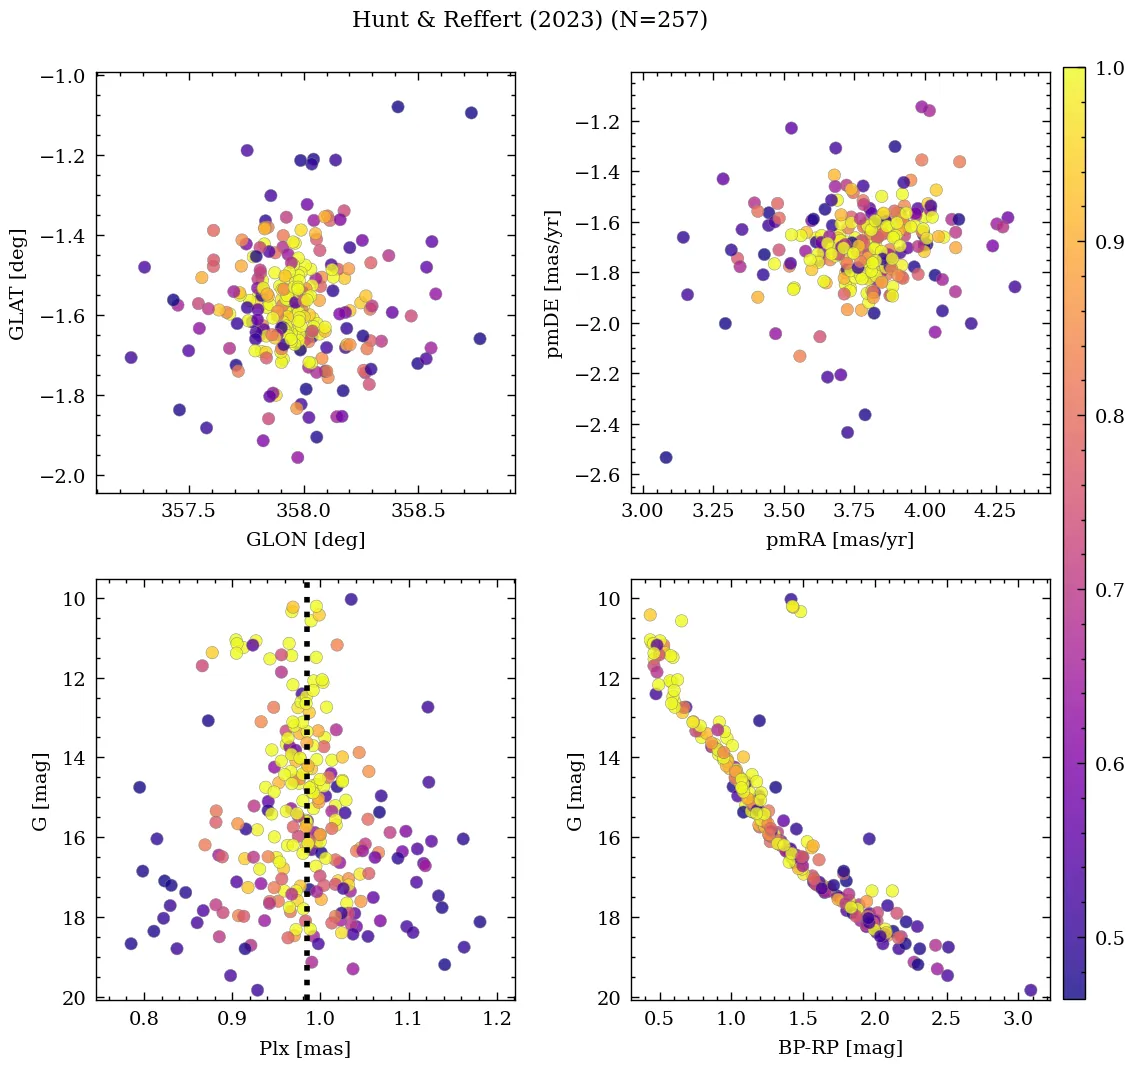 Hunt & Reffert (2023) (N=257)
−1.0
−1.2
−1.4
−1.6
−1.8
−2.0
GLAT [deg]
357.5 358.0 358.5
GLON [deg]
−1.2
−1.4
−1.6
−1.8
−2.0
−2.2
−2.4
−2.6
pmDE [mas/yr]
3.00 3.25 3.50 3.75 4.00 4.25
pmRA [mas/yr]
10
12
14
16
18
20
G [mag]
0.8 0.9 1.0 1.1 1.2
Plx [mas]
10
12
14
16
18
20
G [mag]
0.5 1.0 1.5 2.0 2.5 3.0
BP-RP [mag]
1.0
0.9
0.8
0.7
0.6
0.5